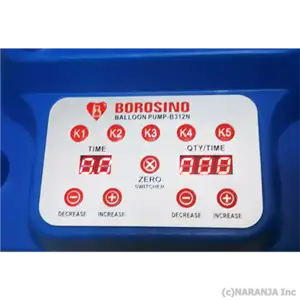 BOROSINO
BALLOON PUMP-B312N
K1 K2 K3 K4 K5
TIME QTY/TIME
ZERO
SWITCHER
DECREASE INCREASE DECREASE INCREASE
(c)NARANJA Inc